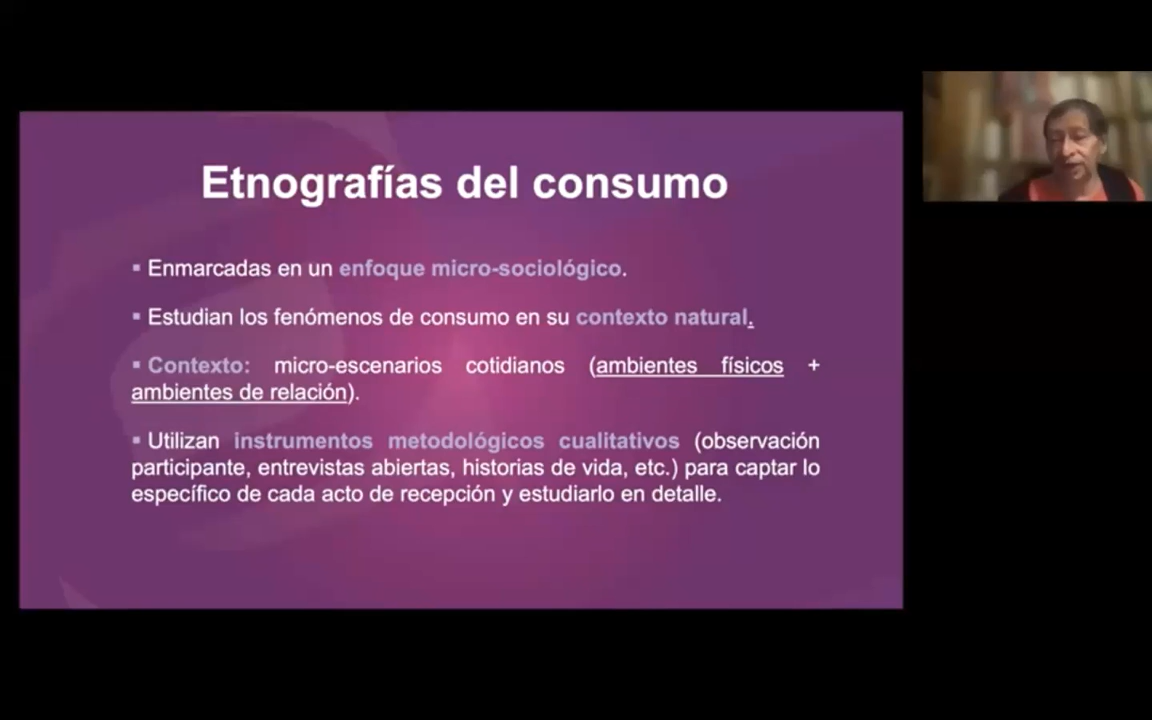 Etnografías del consumo
▪ Enmarcadas en un enfoque micro-sociológico.
▪ Estudian los fenómenos de consumo en su contexto natural.
▪ Contexto: micro-escenarios cotidianos (ambientes físicos +
ambientes de relación).
▪ Utilizan instrumentos metodológicos cualitativos (observación
participante, entrevistas abiertas, historias de vida, etc.) para captar lo
específico de cada acto de recepción y estudiarlo en detalle.